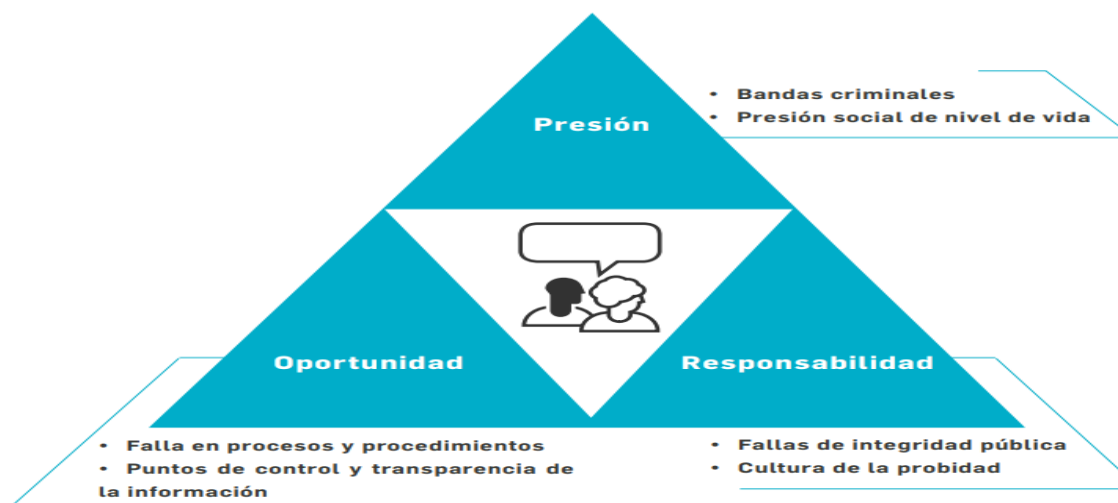 Presión
• Bandas criminales
• Presión social de nivel de vida
Oportunidad
• Falla en procesos y procedimientos
• Puntos de control y transparencia de
la información
Responsabilidad
• Fallas de integridad pública
• Cultura de la probidad